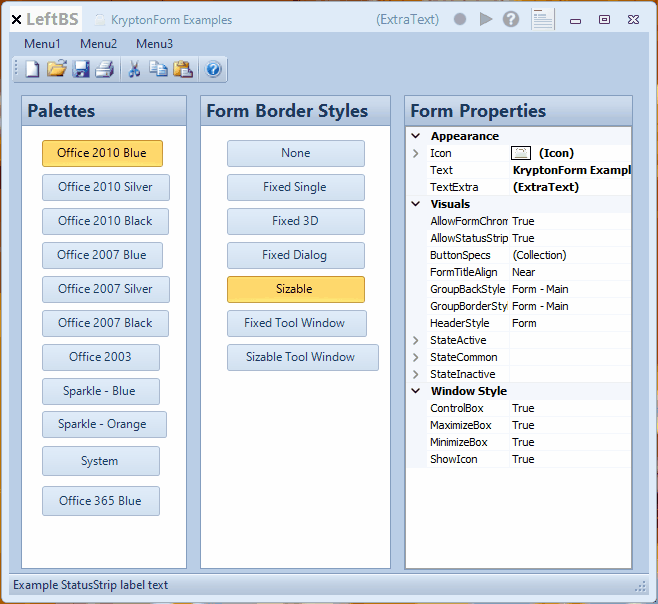 LeftBS
KryptonForm Examples
(ExtraText)
Menu1 Menu2 Menu3
Palettes
Office 2010 Blue
Office 2010 Silver
Office 2010 Black
Office 2007 Blue
Office 2007 Silver
Office 2007 Black
Office 2003
Sparkle - Blue
Sparkle - Orange
System
Office 365 Blue
Form Border Styles
None
Fixed Single
Fixed 3D
Fixed Dialog
Sizable
Fixed Tool Window
Sizable Tool Window
Form Properties
Appearance
Icon (Icon)
Text KryptonForm Exampl
TextExtra (ExtraText)
Visuals
AllowFormChrom True
AllowStatusStrip True
ButtonSpecs (Collection)
FormTitleAlign Near
GroupBackStyle Form - Main
GroupBorderStyl Form - Main
HeaderStyle Form
StateActive
StateCommon
StateInactive
Window Style
ControlBox True
MaximizeBox True
MinimizeBox True
ShowIcon True
Example StatusStrip label text